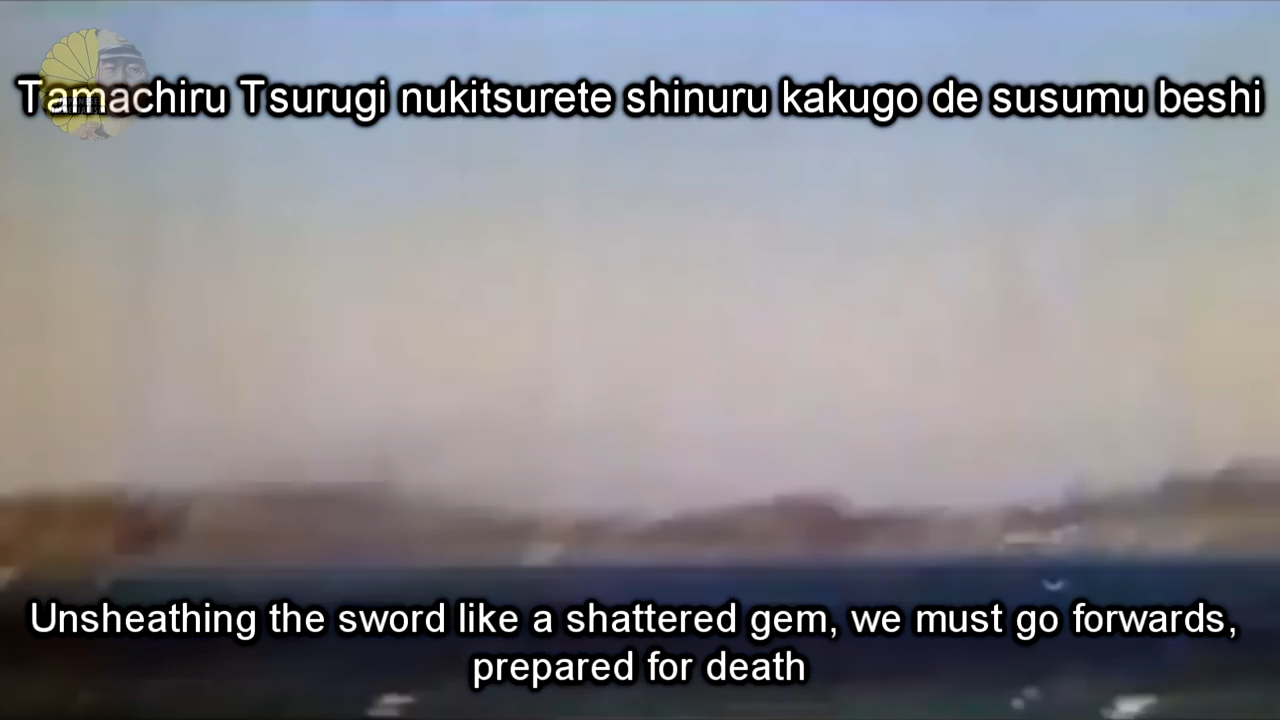 Tamachiru Tsurugi nukitsurete shinuru kakugo de susumu beshi
Unsheathing the sword like a shattered gem, we must go forwards,
prepared for death